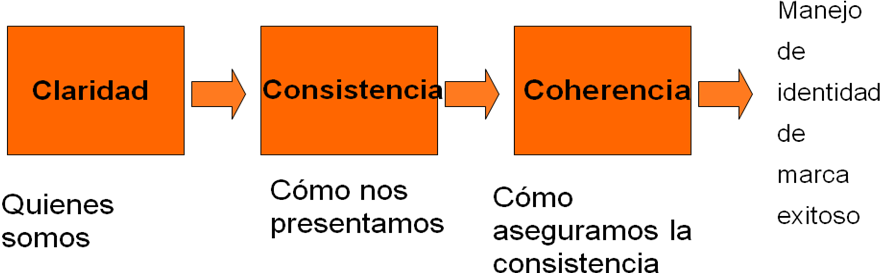 Claridad
Consistencia
Coherencia
Manejo
de
identidad
de
marca
exitoso
Quienes
somos
Cómo nos
presentamos
Cómo
aseguramos la
consistencia